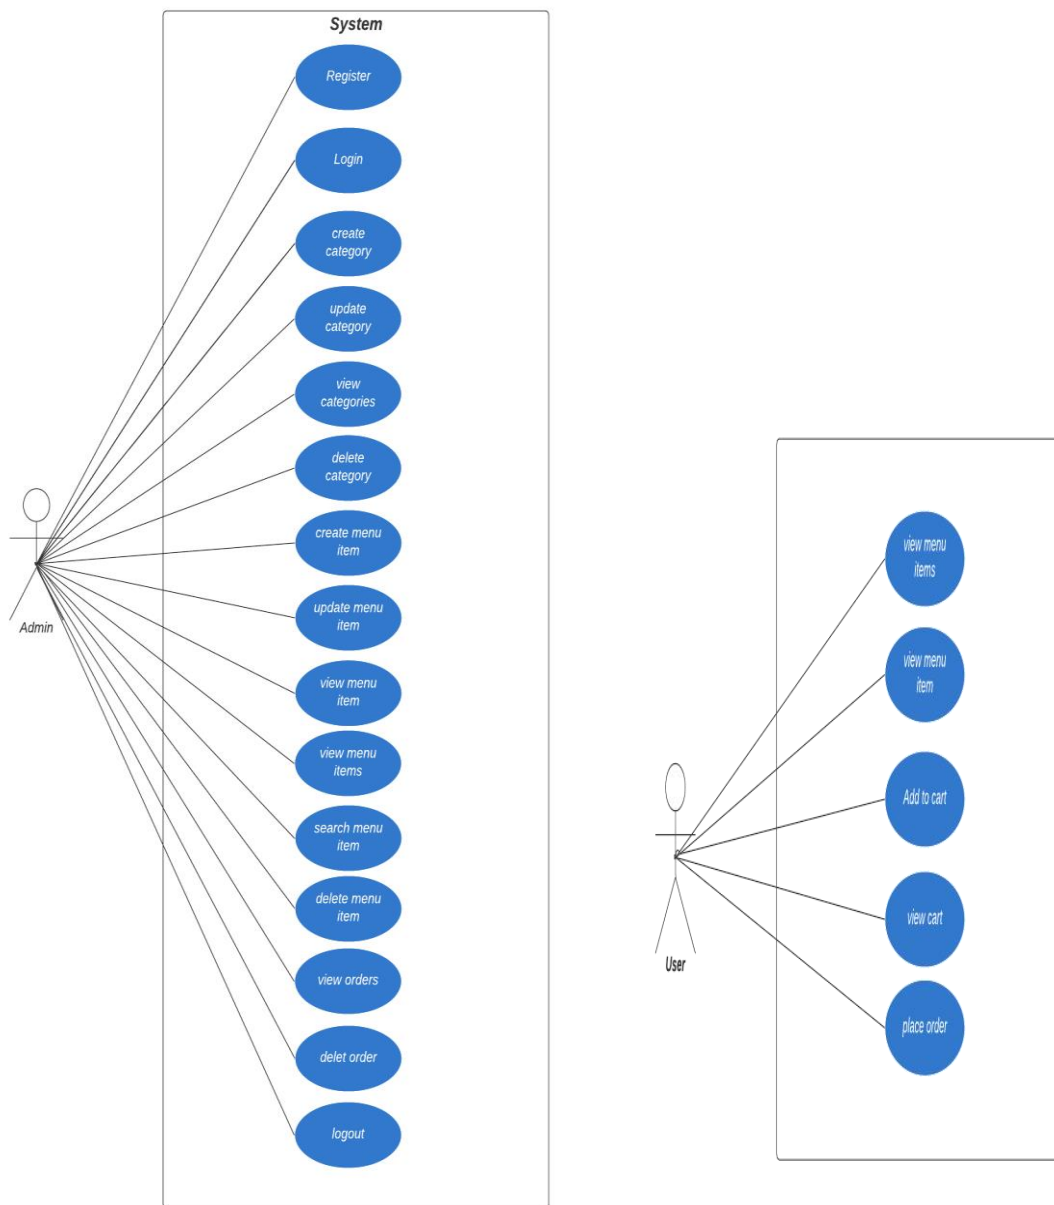 System
Register
Login
create
category
update
category
view
categories
delete
category
create menu
item
update menu
item
view menu
item
view menu
items
search menu
item
delete menu
item
view orders
delet order
logout
Admin
view menu
items
view menu
item
Add to cart
view cart
place order
User